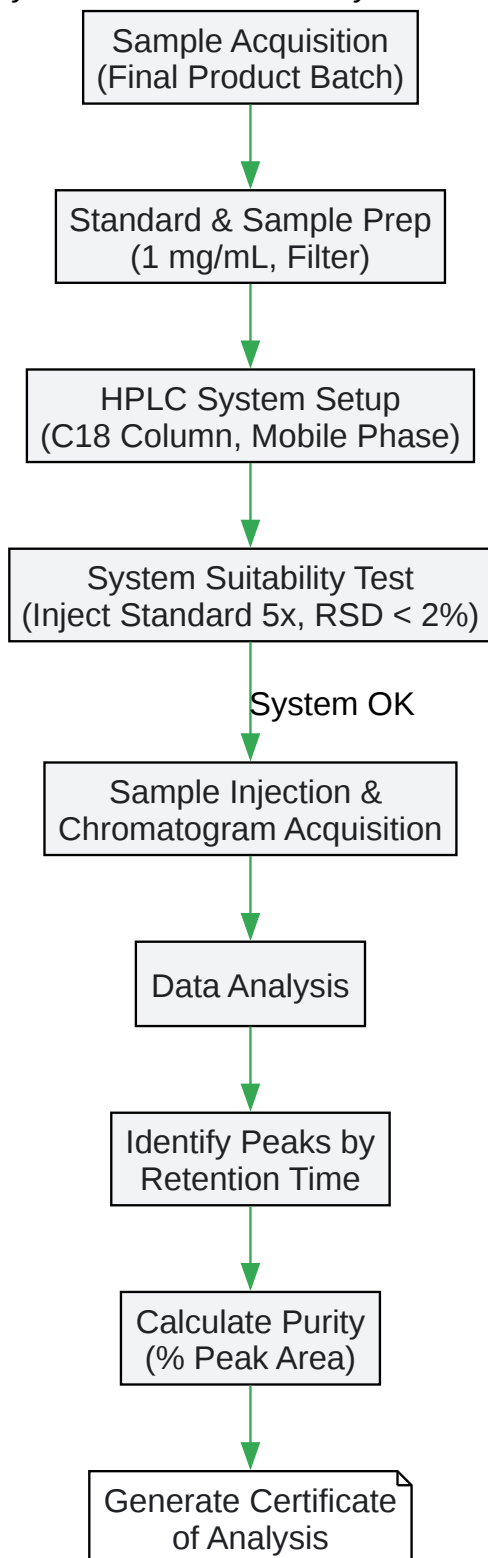 Sample Acquisition
(Final Product Batch)
Standard & Sample Prep
(1 mg/mL, Filter)
HPLC System Setup
(C18 Column, Mobile Phase)
System Suitability Test
(Inject Standard 5x, RSD < 2%)
System OK
Sample Injection &
Chromatogram Acquisition
Data Analysis
Identify Peaks by
Retention Time
Calculate Purity
(% Peak Area)
Generate Certificate
of Analysis